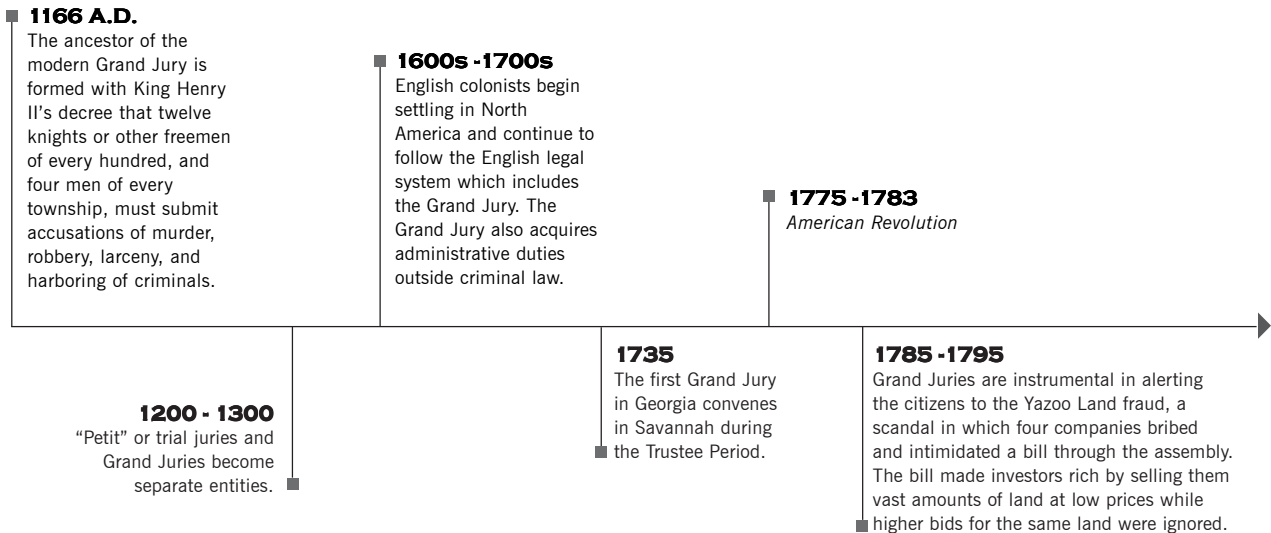 1166 A.D.
The ancestor of the
modern Grand Jury is
formed with King Henry
II's decree that twelve
knights or other freemen
of every hundred, and
four men of every
township, must submit
accusations of murder,
robbery, larceny, and
harboring of criminals.
1200 - 1300
“Petit” or trial juries and
Grand Juries become
separate entities.
1600s -1700s
English colonists begin
settling in North
America and continue to
follow the English legal
system which includes
the Grand Jury. The
Grand Jury also acquires
administrative duties
outside criminal law.
1735
The first Grand Jury
in Georgia convenes
in Savannah during
the Trustee Period.
1775 -1783
American Revolution
1785 -1795
Grand Juries are instrumental in alerting
the citizens to the Yazoo Land fraud, a
scandal in which four companies bribed
and intimidated a bill through the assembly.
The bill made investors rich by selling them
vast amounts of land at low prices while
higher bids for the same land were ignored.